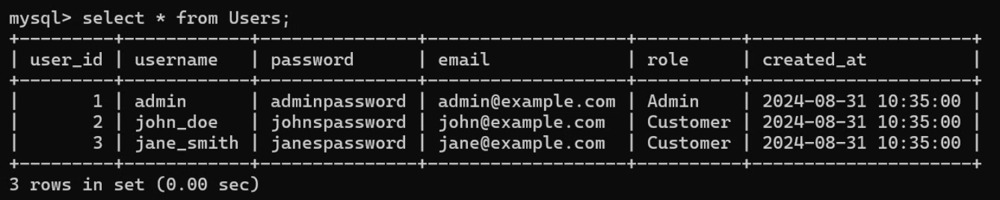 mysql> select * from Users;
+---------+------------+---------------+-------------------+----------+---------------------+
| user_id | username   | password      | email             | role     | created_at          |
+---------+------------+---------------+-------------------+----------+---------------------+
|       1 | admin      | adminpassword | admin@example.com | Admin    | 2024-08-31 10:35:00 |
|       2 | john_doe   | johnspassword | john@example.com  | Customer | 2024-08-31 10:35:00 |
|       3 | jane_smith | janespassword | jane@example.com  | Customer | 2024-08-31 10:35:00 |
+---------+------------+---------------+-------------------+----------+---------------------+
3 rows in set (0.00 sec)